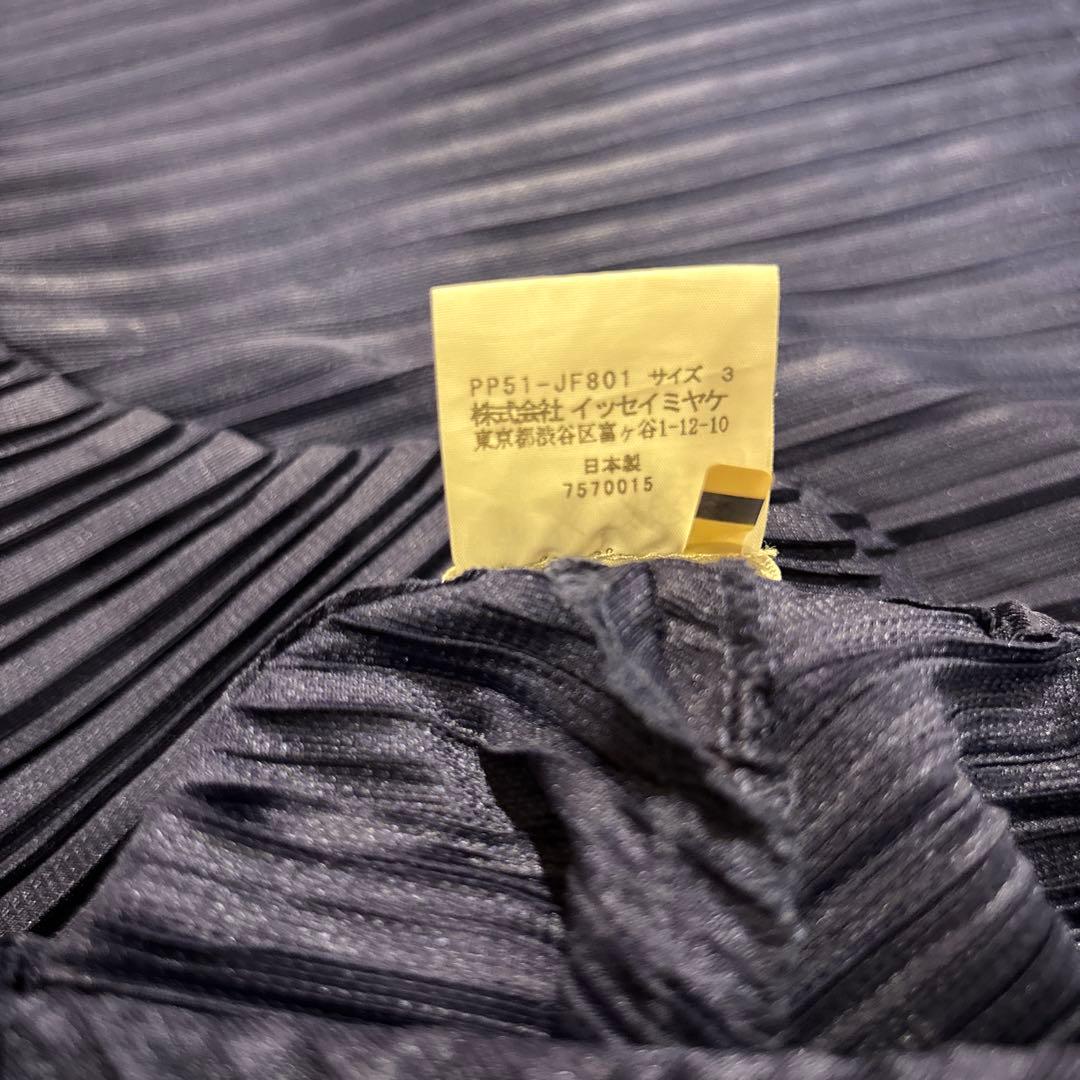 PP51-JF801 サイズ 3
株式会社 イッセイミヤケ
東京都渋谷区富ヶ谷1-12-10
日本製
7570015